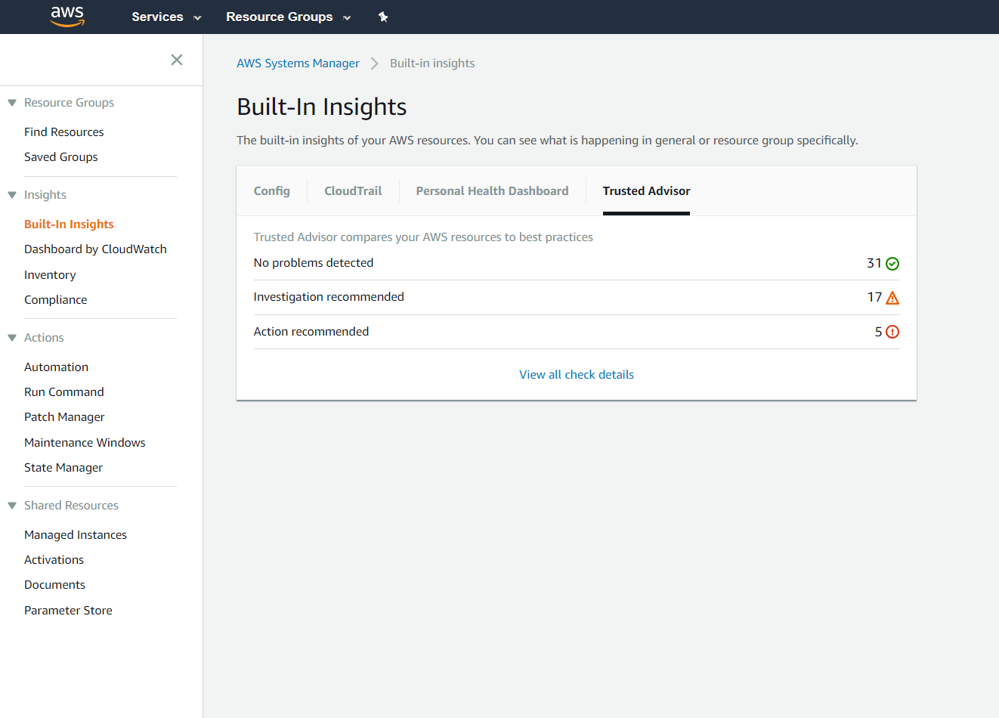 aws
Services Resource Groups
AWS Systems Manager Built-in insights
Resource Groups
Find Resources
Saved Groups
Insights
Built-In Insights
Dashboard by CloudWatch
Inventory
Compliance
Actions
Automation
Run Command
Patch Manager
Maintenance Windows
State Manager
Shared Resources
Managed Instances
Activations
Documents
Parameter Store
Built-In Insights
The built-in insights of your AWS resources. You can see what is happening in general or resource group specifically.
Config CloudTrail Personal Health Dashboard Trusted Advisor
Trusted Advisor compares your AWS resources to best practices
No problems detected 31
Investigation recommended 17
Action recommended 5
View all check details